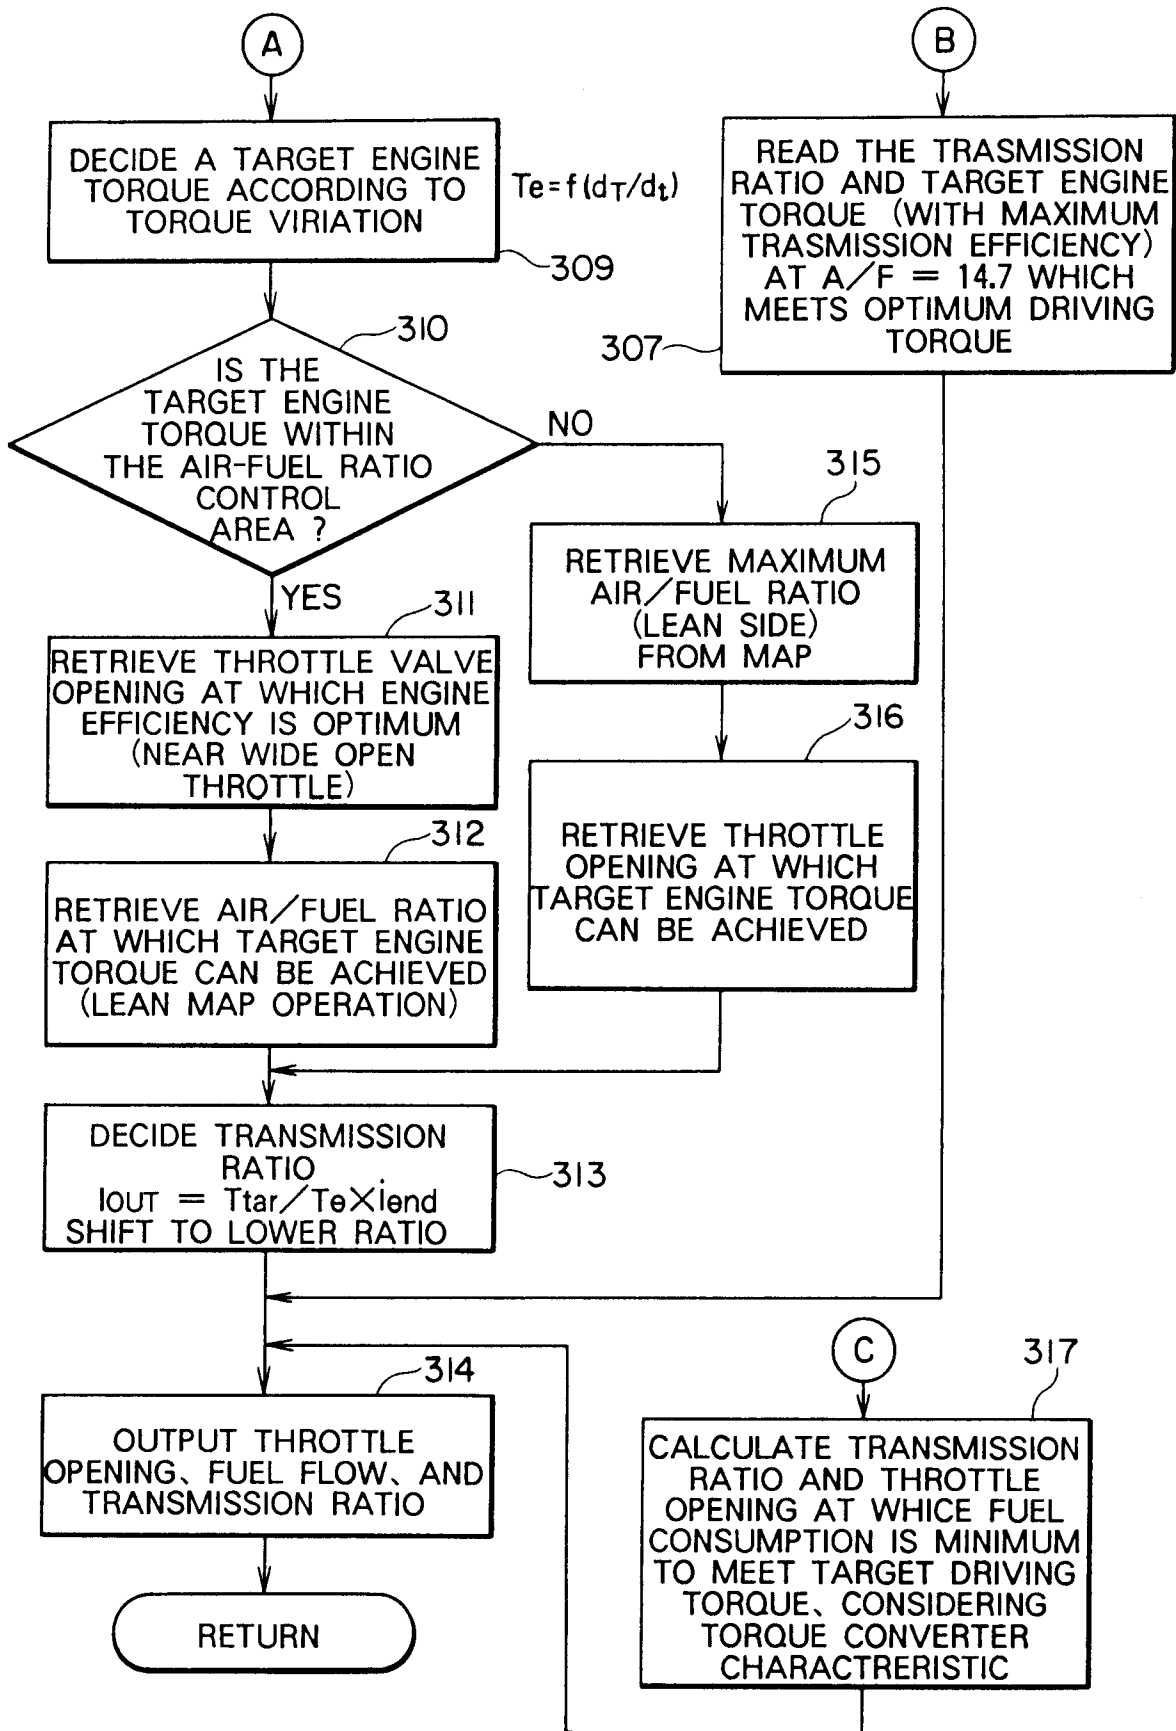 A
DECIDE A TARGET ENGINE
TORQUE ACCORDING TO
TORQUE VIRIATION
Te=f(dT/dt)
309
310
IS THE
TARGET ENGINE
TORQUE WITHIN
THE AIR-FUEL RATIO
CONTROL
AREA ?
NO
YES
311
RETRIEVE THROTTLE VALVE
OPENING AT WHICH ENGINE
EFFICIENCY IS OPTIMUM
(NEAR WIDE OPEN
THROTTLE)
312
RETRIEVE AIR/FUEL RATIO
AT WHICH TARGET ENGINE
TORQUE CAN BE ACHIEVED
(LEAN MAP OPERATION)
315
RETRIEVE MAXIMUM
AIR/FUEL RATIO
(LEAN SIDE)
FROM MAP
316
RETRIEVE THROTTLE
OPENING AT WHICH
TARGET ENGINE TORQUE
CAN BE ACHIEVED
DECIDE TRANSMISSION
RATIO
IOUT = Ttar/Te×iend
SHIFT TO LOWER RATIO
313
B
READ THE TRASMISSION
RATIO AND TARGET ENGINE
TORQUE (WITH MAXIMUM
TRASMISSION EFFICIENCY)
AT A/F = 14.7 WHICH
MEETS OPTIMUM DRIVING
TORQUE
307
314
OUTPUT THROTTLE
OPENING、FUEL FLOW、AND
TRANSMISSION RATIO
RETURN
C
317
CALCULATE TRANSMISSION
RATIO AND THROTTLE
OPENING AT WHICE FUEL
CONSUMPTION IS MINIMUM
TO MEET TARGET DRIVING
TORQUE、CONSIDERING
TORQUE CONVERTER
CHARACTRERISTIC